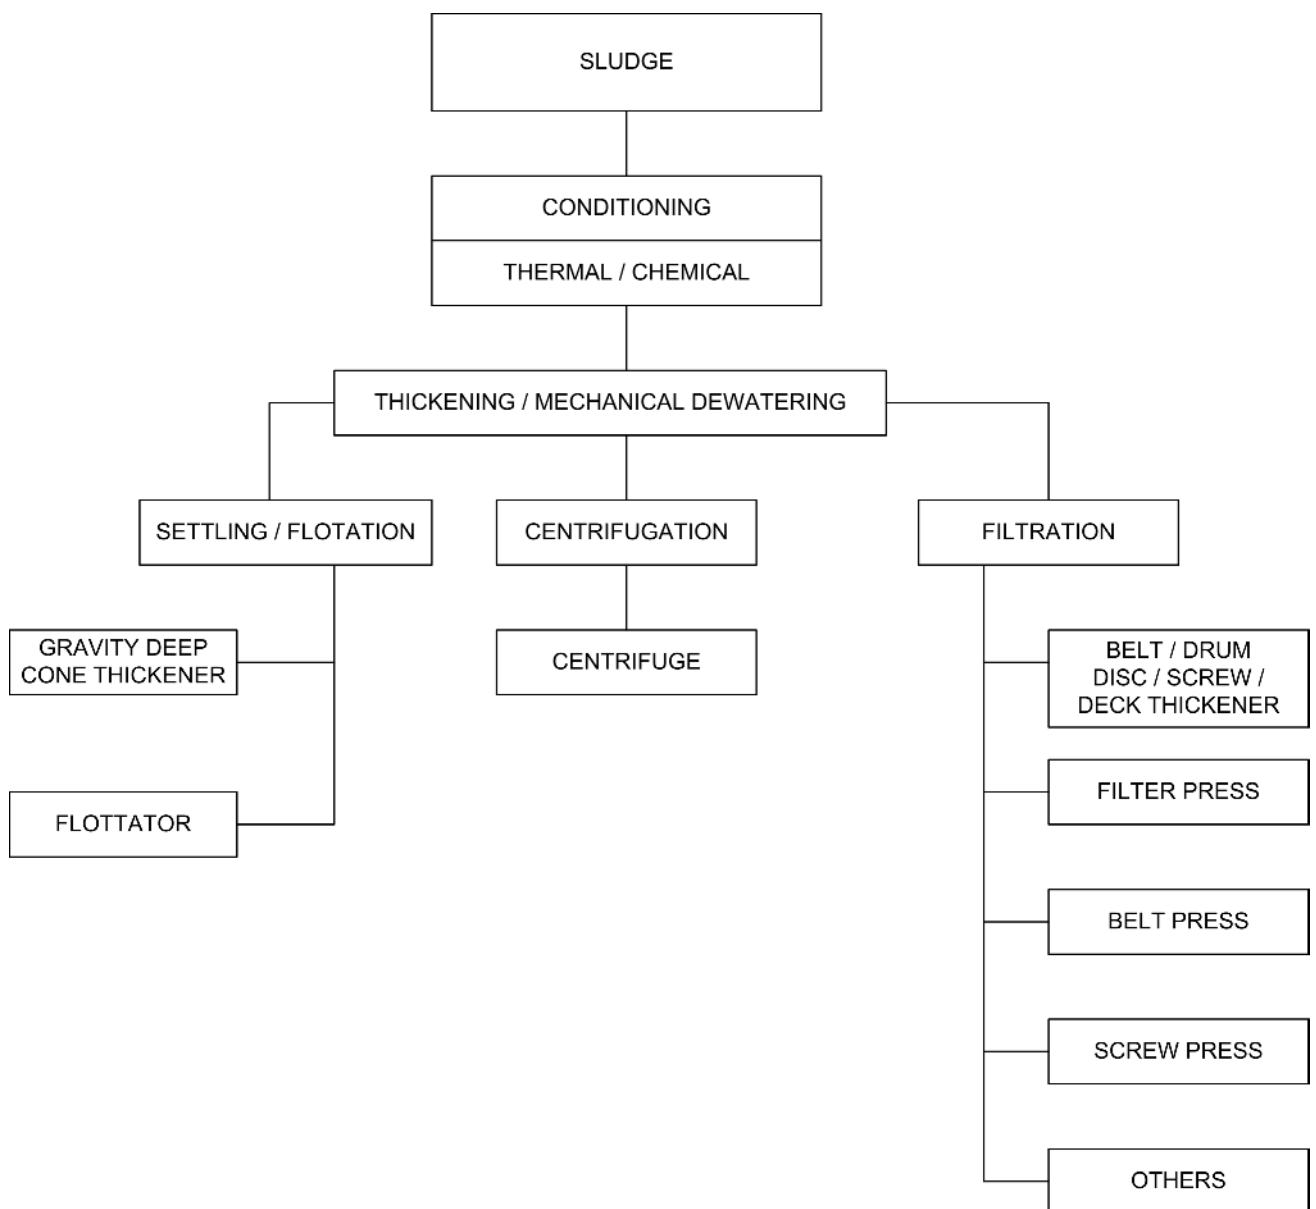 SLUDGE
CONDITIONING
THERMAL / CHEMICAL
THICKENING / MECHANICAL DEWATERING
SETTLING / FLOTATION
CENTRIFUGATION
FILTRATION
GRAVITY DEEP
CONE THICKENER
FLOTTATOR
CENTRIFUGE
BELT / DRUM
DISC / SCREW /
DECK THICKENER
FILTER PRESS
BELT PRESS
SCREW PRESS
OTHERS